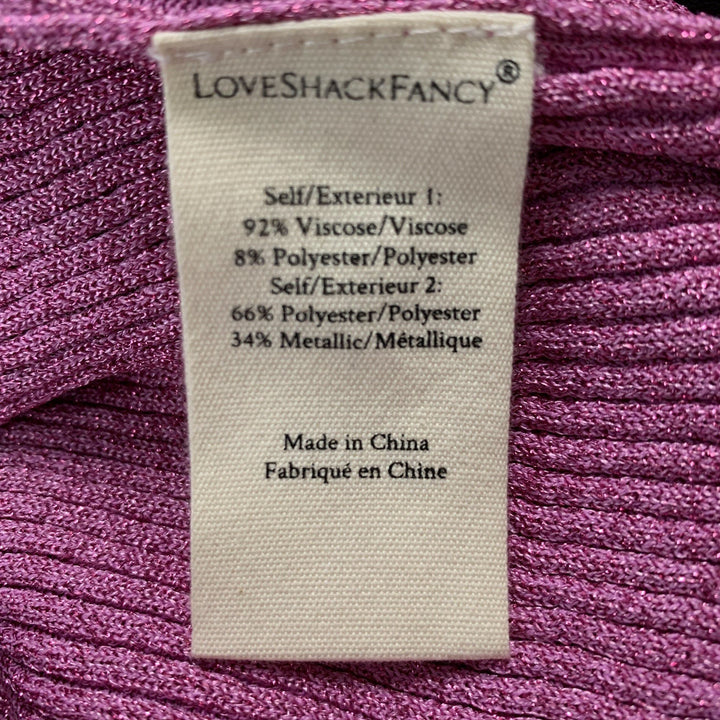 LOVESHACKFANCY®
Self/Exterieur 1:
92% Viscose/Viscose
8% Polyester/Polyester
Self/Exterieur 2:
66% Polyester/Polyester
34% Metallic/Métallique
Made in China
Fabriqué en Chine